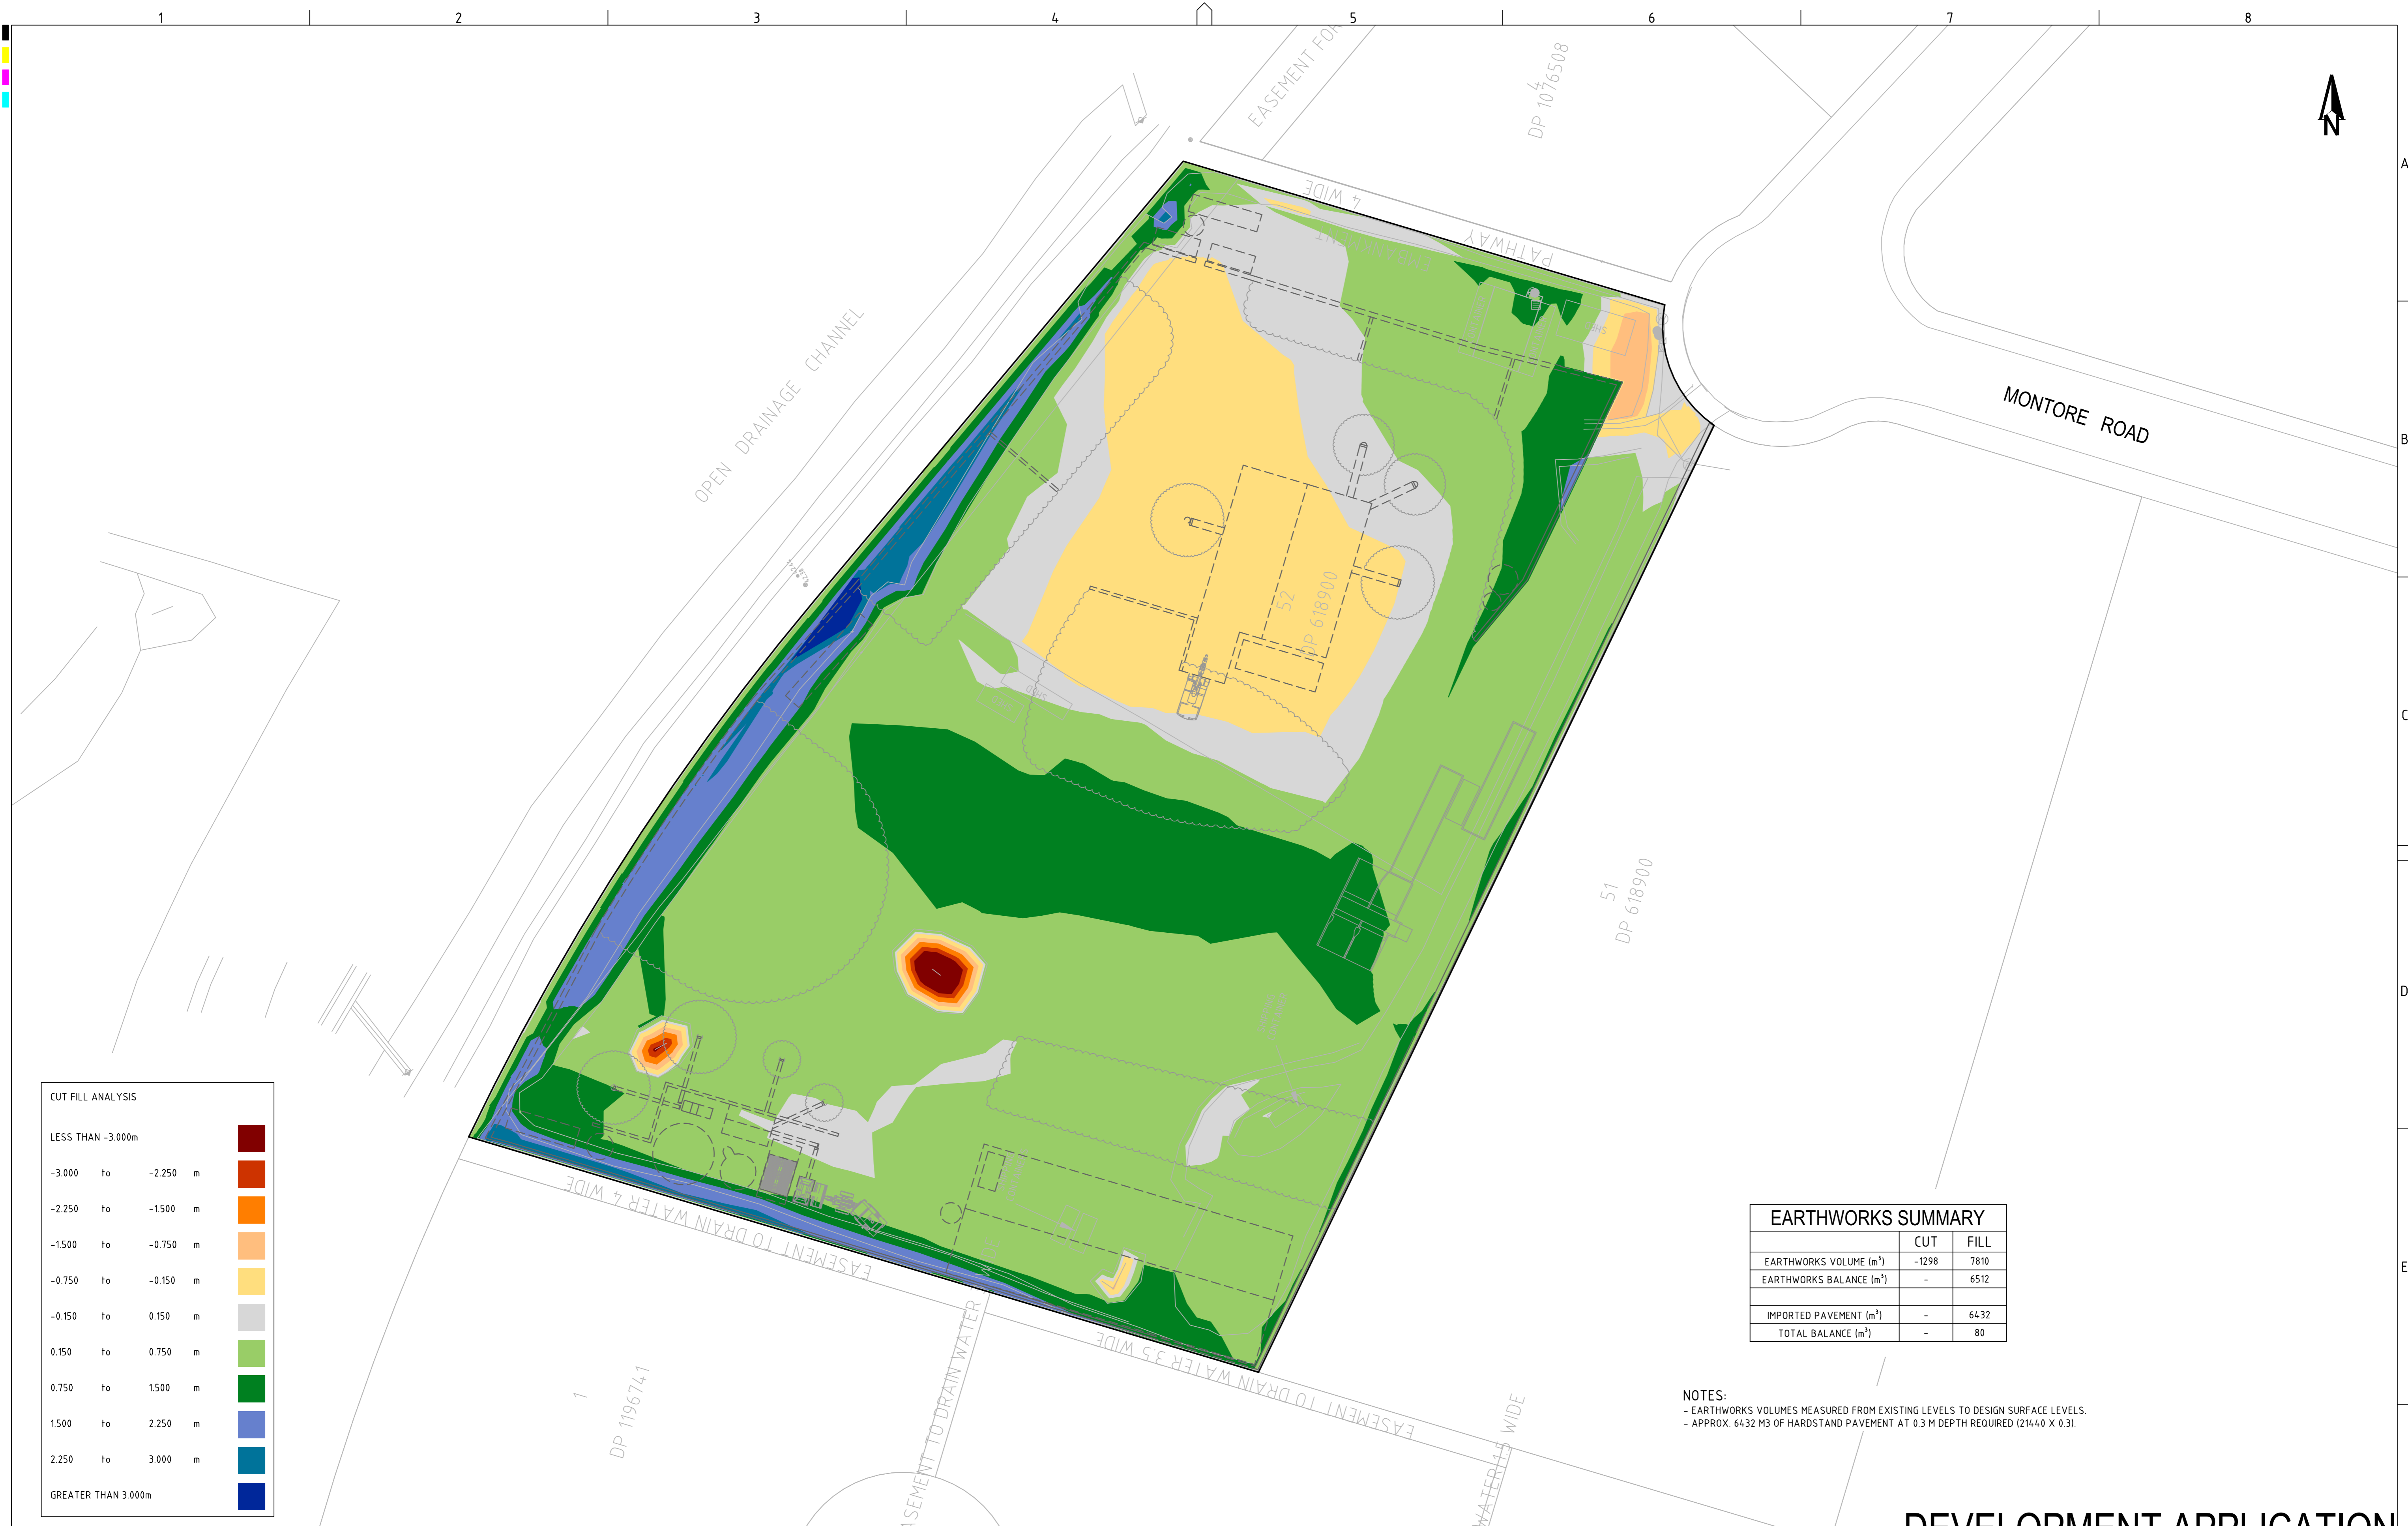 1 2 3 4 5 6 7 8
A
B
C
D
E
N
EASEMENT FOR
4
DP 1076508
4 WIDE
PATHWAY
OPEN DRAINAGE CHANNEL
MONTORE ROAD
52
DP 618900
SHED
51
DP 618900
EASEMENT TO DRAIN WATER 4 WIDE
EASEMENT TO DRAIN WATER 3.5 WIDE
EASEMENT TO DRAIN WATER
WATER 1.5 WIDE
1
DP 1196741
CUT FILL ANALYSIS
LESS THAN -3.000m
-3.000 to -2.250 m
-2.250 to -1.500 m
-1.500 to -0.750 m
-0.750 to -0.150 m
-0.150 to 0.150 m
0.150 to 0.750 m
0.750 to 1.500 m
1.500 to 2.250 m
2.250 to 3.000 m
GREATER THAN 3.000m
EARTHWORKS SUMMARY
CUT FILL
EARTHWORKS VOLUME (m³) -1298 7810
EARTHWORKS BALANCE (m³) - 6512
IMPORTED PAVEMENT (m³) - 6432
TOTAL BALANCE (m³) - 80
NOTES:
- EARTHWORKS VOLUMES MEASURED FROM EXISTING LEVELS TO DESIGN SURFACE LEVELS.
- APPROX. 6432 M3 OF HARDSTAND PAVEMENT AT 0.3 M DEPTH REQUIRED (21440 X 0.3).
DEVELOPMENT APPLICATION